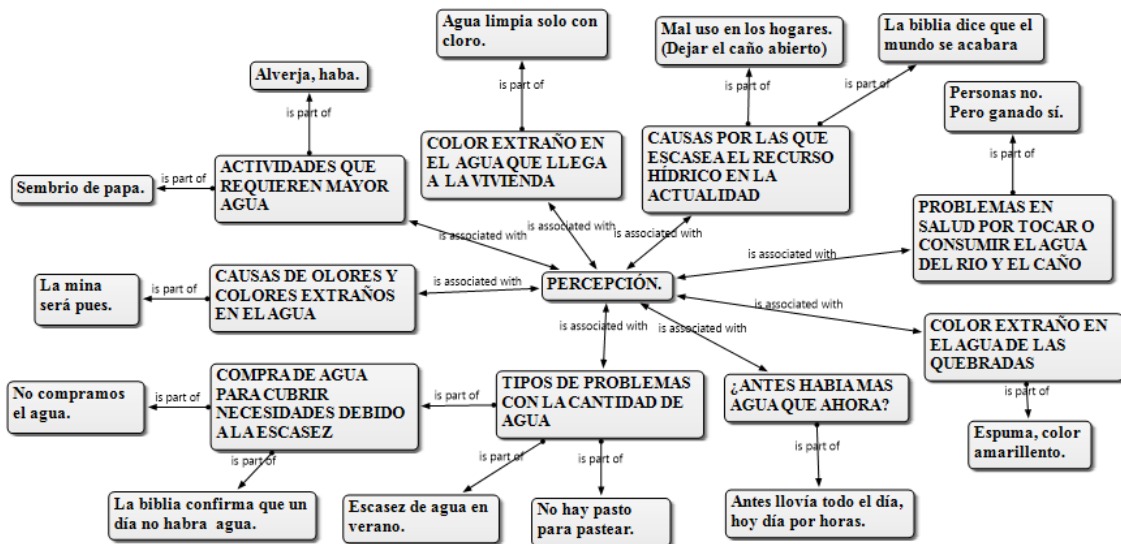 Agua limpia solo con
cloro.
Mal uso en los hogares.
(Dejar el caño abierto)
La biblia dice que el
mundo se acabara
Alverja, haba.
is part of
is part of
is part of
is part of
Personas no.
Pero ganado sí.
is part of
ACTIVIDADES QUE
REQUIEREN MAYOR
AGUA
Sembrio de papa.
is part of
COLOR EXTRAÑO EN
EL AGUA QUE LLEGA
A LA VIVIENDA
CAUSAS POR LAS QUE
ESCASEA EL RECURSO
HÍDRICO EN LA
ACTUALIDAD
PROBLEMAS EN
SALUD POR TOCAR O
CONSUMIR EL AGUA
DEL RIO Y EL CAÑO
is associated with
is associated with
is associated with
is associated with
La mina
será pues.
is part of
CAUSAS DE OLORES Y
COLORES EXTRAÑOS
EN EL AGUA
is associated with
PERCEPCIÓN.
is associated with
is associated with
is associated with
COLOR EXTRAÑO EN
EL AGUA DE LAS
QUEBRADAS
No compramos
el agua.
is part of
COMPRA DE AGUA
PARA CUBRIR
NECESIDADES DEBIDO
A LA ESCASEZ
is part of
TIPOS DE PROBLEMAS
CON LA CANTIDAD DE
AGUA
¿ANTES HABIA MAS
AGUA QUE AHORA?
is part of
Espuma, color
amarillento.
is part of
is part of
is part of
is part of
La biblia confirma que un
día no habra agua.
Escasez de agua en
verano.
No hay pasto
para pastear.
Antes llovía todo el día,
hoy día por horas.